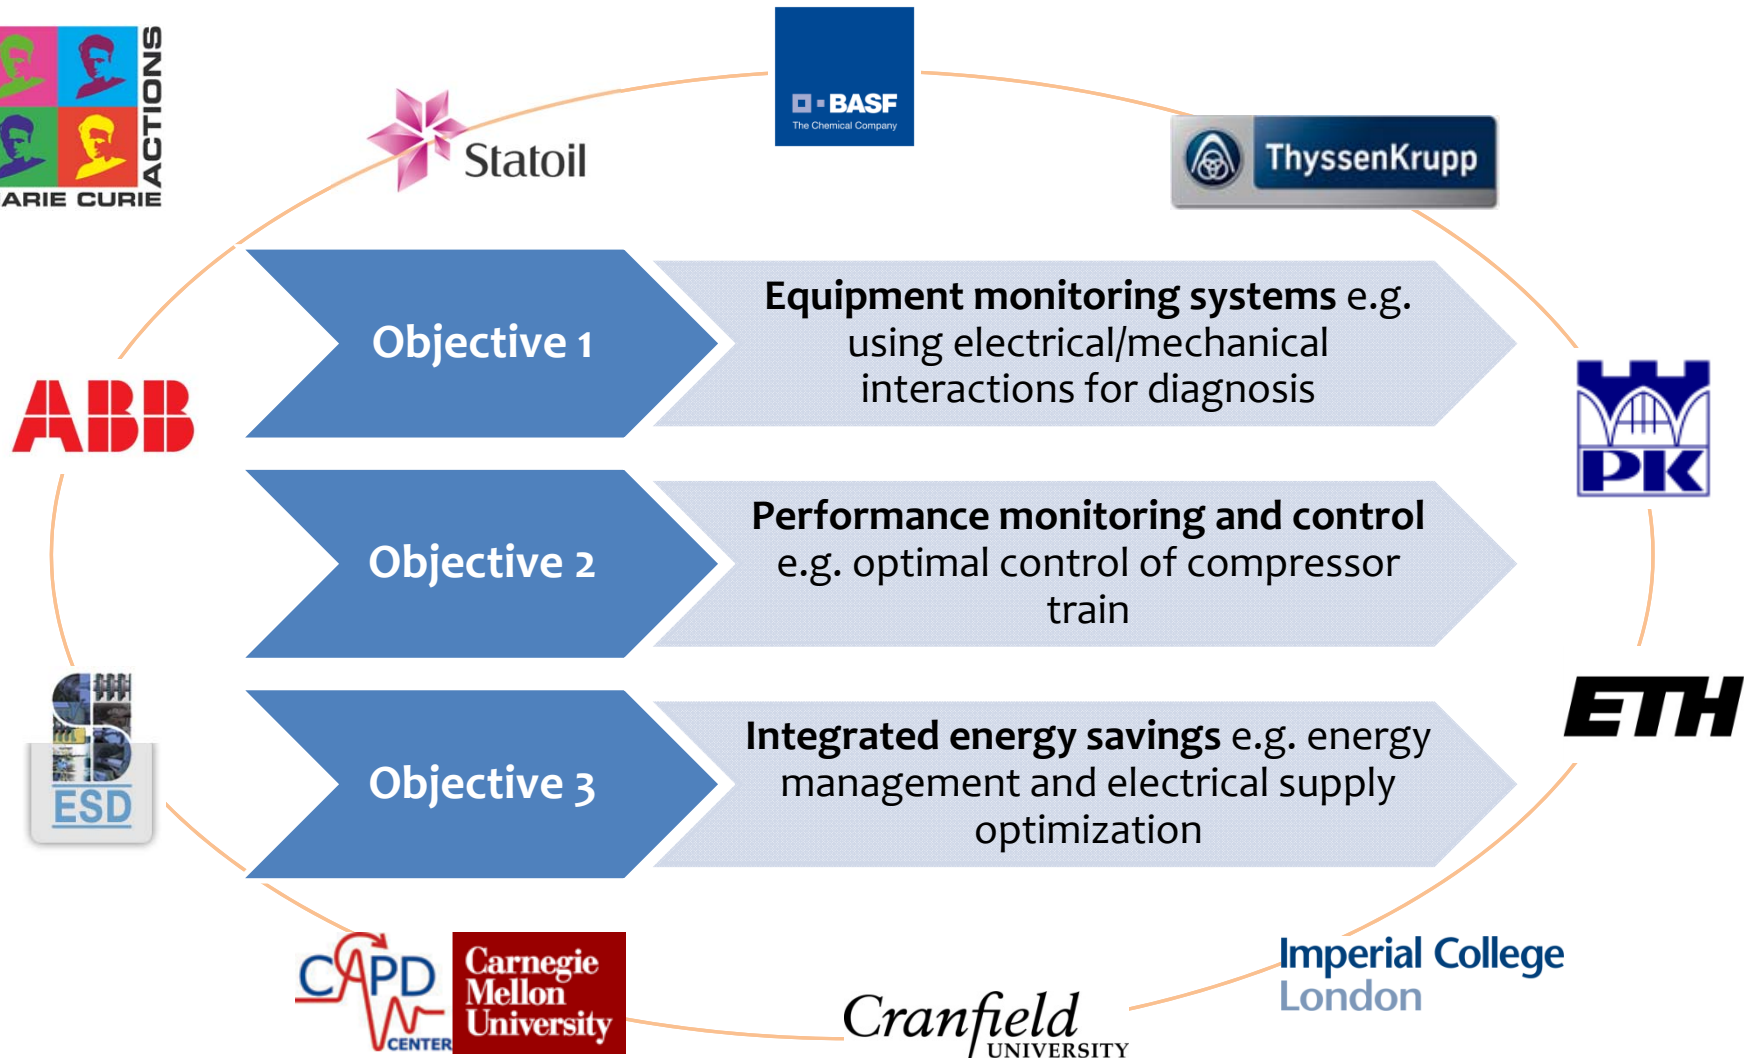 ACTIONS
MARIE CURIE
Statoil
BASF
The Chemical Company
ThyssenKrupp
Objective 1
Equipment monitoring systems e.g.
using electrical/mechanical
interactions for diagnosis
ABB
PK
Objective 2
Performance monitoring and control
e.g. optimal control of compressor
train
ESD
ETH
Objective 3
Integrated energy savings e.g. energy
management and electrical supply
optimization
CAPD
CENTER
Carnegie
Mellon
University
Cranfield
UNIVERSITY
Imperial College
London